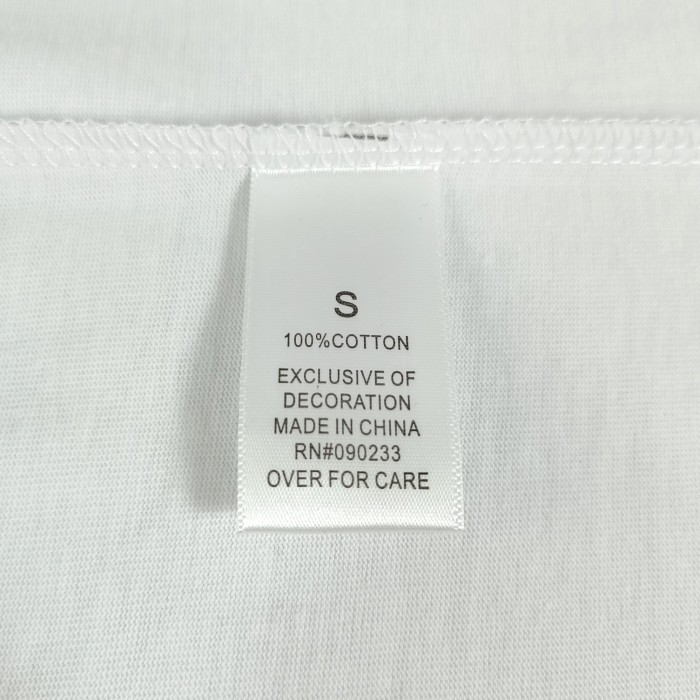 S
100%COTTON
EXCLUSIVE OF
DECORATION
MADE IN CHINA
RN#090233
OVER FOR CARE